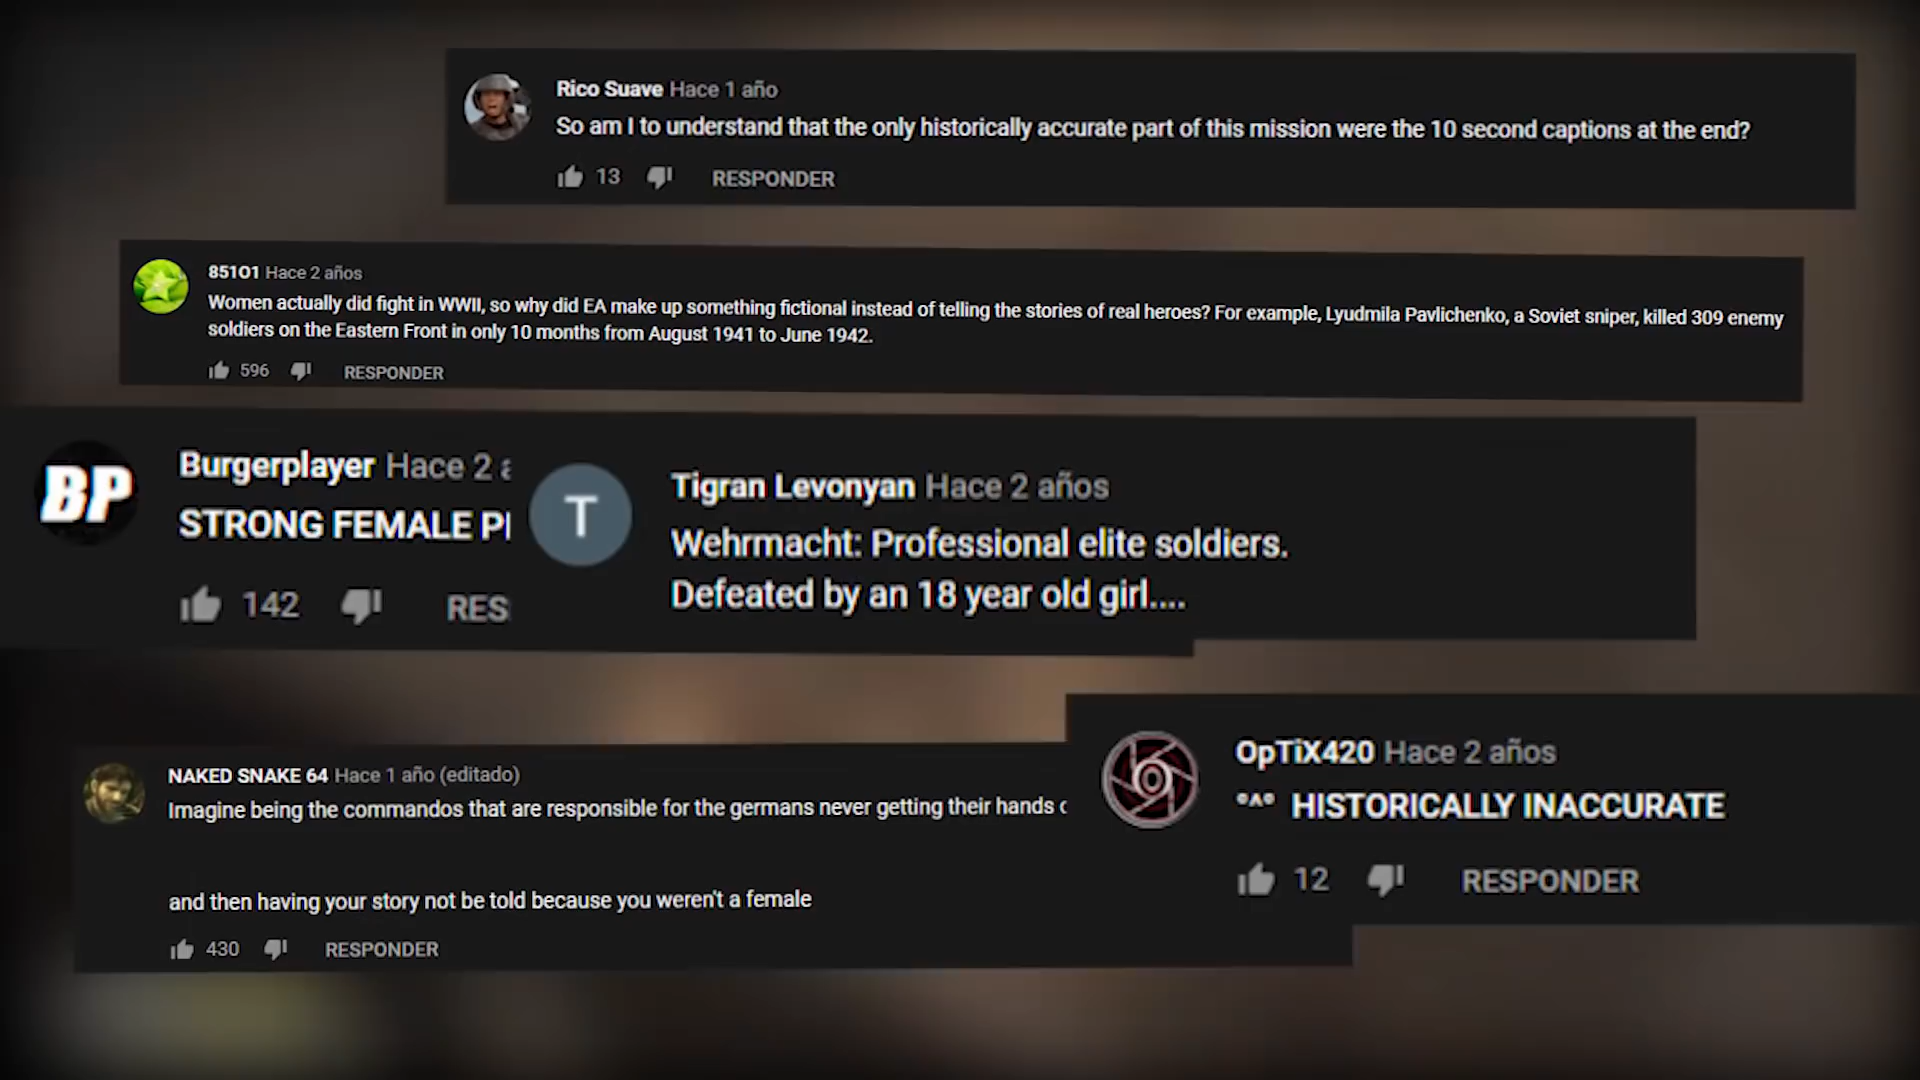 Rico Suave Hace 1 año
So am I to understand that the only historically accurate part of this mission were the 10 second captions at the end?
13 RESPONDER
85101 Hace 2 años
Women actually did fight in WWII, so why did EA make up something fictional instead of telling the stories of real heroes? For example, Lyudmila Pavlichenko, a Soviet sniper, killed 309 enemy
soldiers on the Eastern Front in only 10 months from August 1941 to June 1942.
596 RESPONDER
BP
Burgerplayer Hace 2
STRONG FEMALE
142 RES
T
Tigran Levonyan Hace 2 años
Wehrmacht: Professional elite soldiers.
Defeated by an 18 year old girl....
NAKED SNAKE 64 Hace 1 año (editado)
Imagine being the commandos that are responsible for the germans never getting their hands
and then having your story not be told because you weren't a female
430 RESPONDER
OpTiX420 Hace 2 años
°^° HISTORICALLY INACCURATE
12 RESPONDER